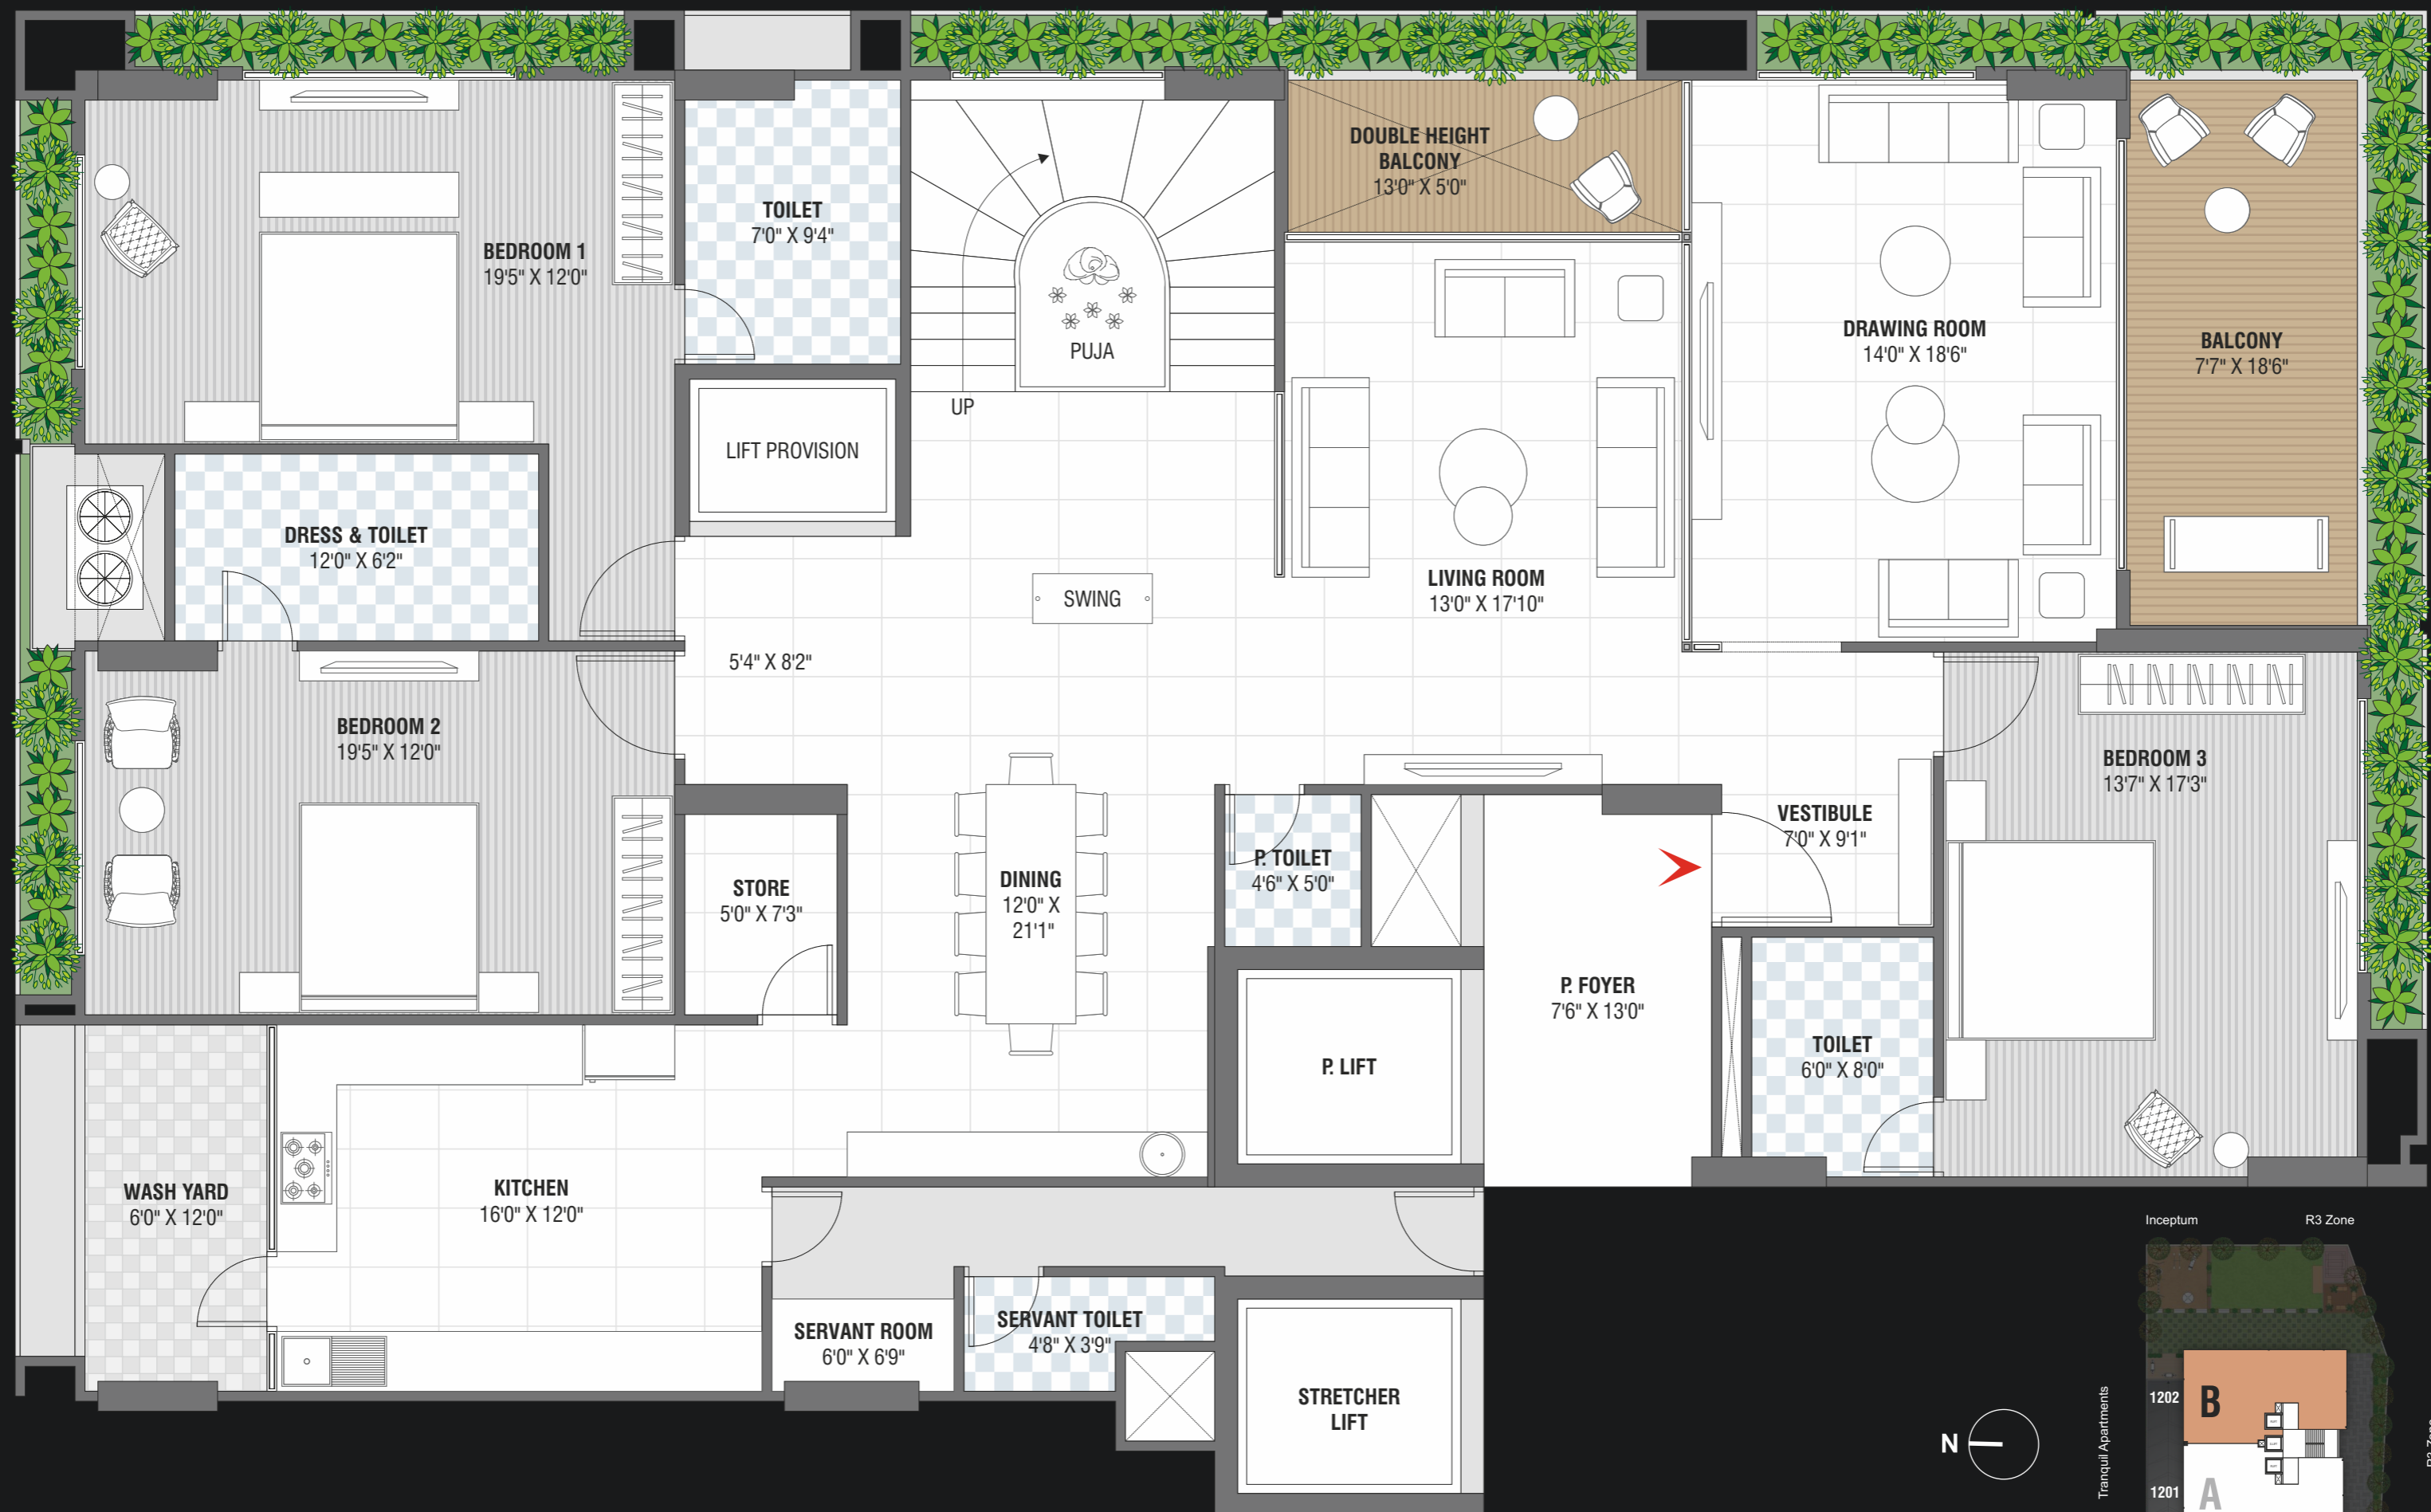 DOUBLE HEIGHT
BALCONY
13'0" X 5'0"
TOILET
7'0" X 9'4"
BEDROOM 1
19'5" X 12'0"
PUJA
UP
DRAWING ROOM
14'0" X 18'6"
BALCONY
7'7" X 18'6"
LIFT PROVISION
DRESS & TOILET
12'0" X 6'2"
SWING
LIVING ROOM
13'0" X 17'10"
5'4" X 8'2"
BEDROOM 2
19'5" X 12'0"
BEDROOM 3
13'7" X 17'3"
VESTIBULE
7'0" X 9'1"
STORE
5'0" X 7'3"
DINING
12'0" X
21'1"
P. TOILET
4'6" X 5'0"
P. FOYER
7'6" X 13'0"
P. LIFT
TOILET
6'0" X 8'0"
WASH YARD
6'0" X 12'0"
KITCHEN
16'0" X 12'0"
SERVANT ROOM
6'0" X 6'9"
SERVANT TOILET
4'8" X 3'9"
STRETCHER
LIFT
Inceptum
R3 Zone
N
Tranquil Apartments
1202
B
1201
A
R3 Zone